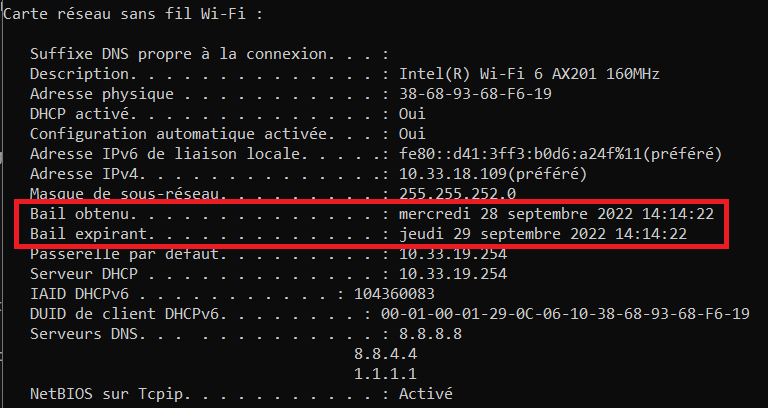 Carte réseau sans fil Wi-Fi :
Suffixe DNS propre à la connexion. . . :
Description. . . . . . . . . . . . . . : Intel(R) Wi-Fi 6 AX201 160MHz
Adresse physique . . . . . . . . . . . : 38-68-93-68-F6-19
DHCP activé. . . . . . . . . . . . . . : Oui
Configuration automatique activée. . . : Oui
Adresse IPv6 de liaison locale. . . . .: fe80::d41:3ff3:b0d6:a24f%11(préféré)
Adresse IPv4. . . . . . . . . . . . . .: 10.33.18.109(préféré)
Masque de sous-réseau. . . . . . . . . : 255.255.252.0
Bail obtenu. . . . . . . . . . . . . . : mercredi 28 septembre 2022 14:14:22
Bail expirant. . . . . . . . . . . . . : jeudi 29 septembre 2022 14:14:22
Passerelle par défaut. . . . . . . . . : 10.33.19.254
Serveur DHCP . . . . . . . . . . . . . : 10.33.19.254
IAID DHCPv6 . . . . . . . . . . . : 104360083
DUID de client DHCPv6. . . . . . . . : 00-01-00-01-29-0C-06-10-38-68-93-68-F6-19
Serveurs DNS. . . . . . . . . . . . . : 8.8.8.8
8.8.4.4
1.1.1.1
NetBIOS sur Tcpip. . . . . . . . . . . : Activé